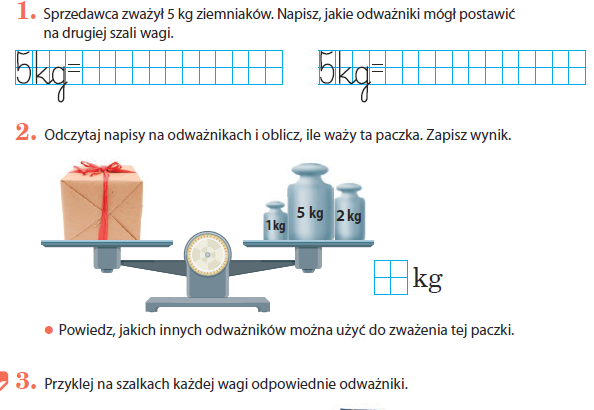 1. Sprzedawca zważył 5 kg ziemniaków. Napisz, jakie odważniki mógł postawić
na drugiej szali wagi.
5kg= 5kg=
2. Odczytaj napisy na odważnikach i oblicz, ile waży ta paczka. Zapisz wynik.
1 kg 5 kg 2 kg
kg
• Powiedz, jakich innych odważników można użyć do zważenia tej paczki.
3. Przyklej na szalkach każdej wagi odpowiednie odważniki.